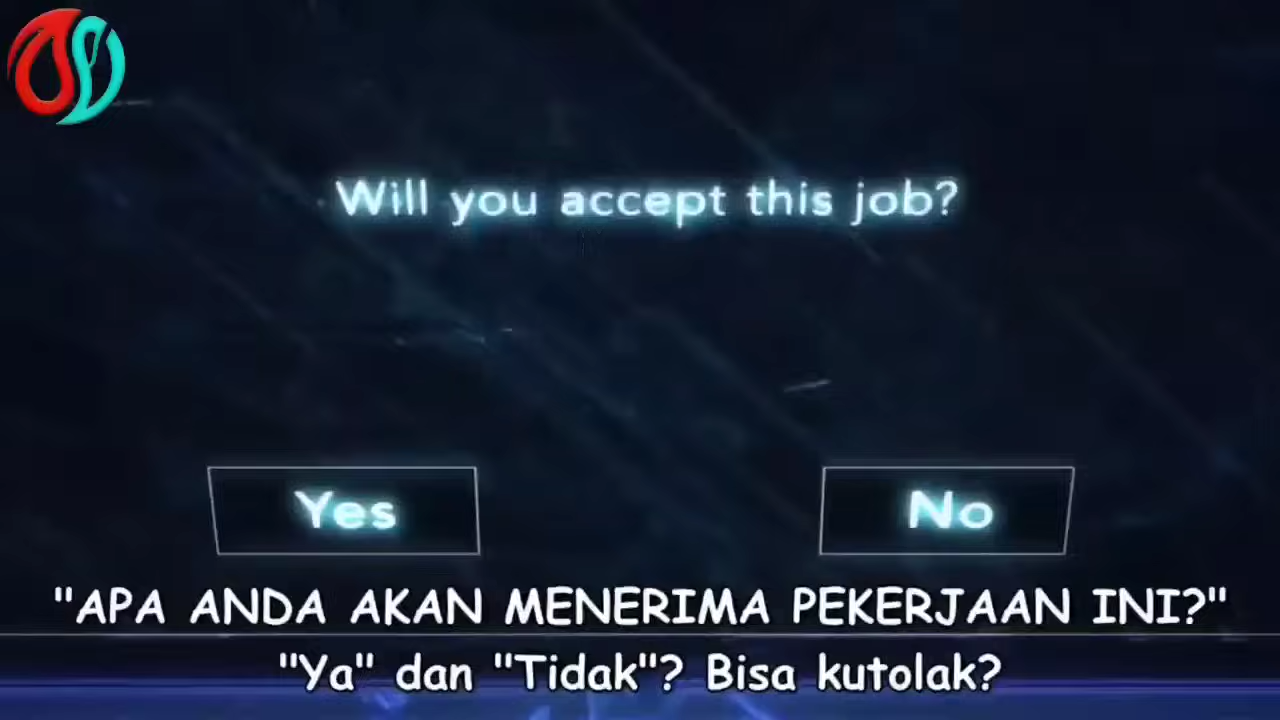 Will you accept this job?
Yes
No
"APA ANDA AKAN MENERIMA PEKERJAAN INI?"
"Ya" dan "Tidak"? Bisa kutolak?